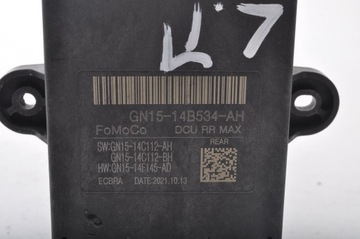 GN15-14B534-AH
FoMoCo DCU RR MAX
SW:GN15-14C112-AH REAR
GN15-14C112-BH
HW:GN15-14F145-AD
ECBRA DATE:2021.10.13